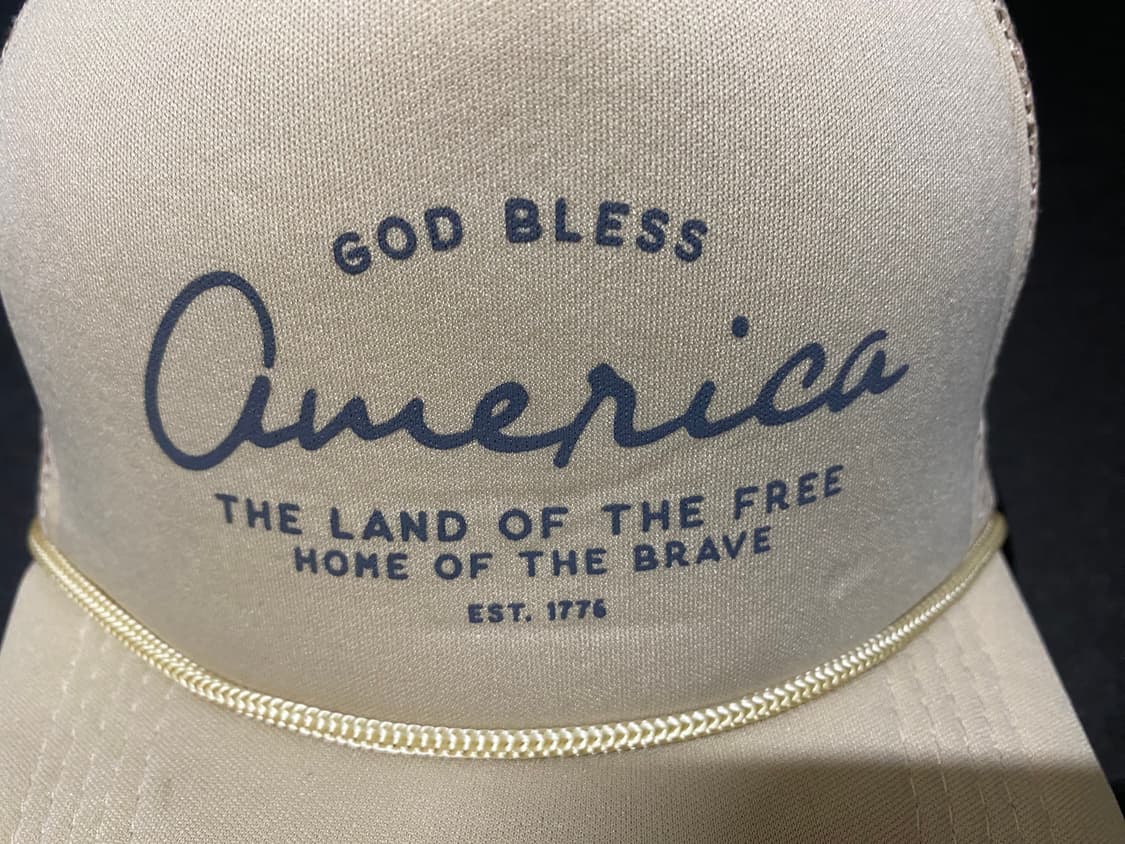 GOD BLESS
America
THE LAND OF THE FREE
HOME OF THE BRAVE
EST. 1776